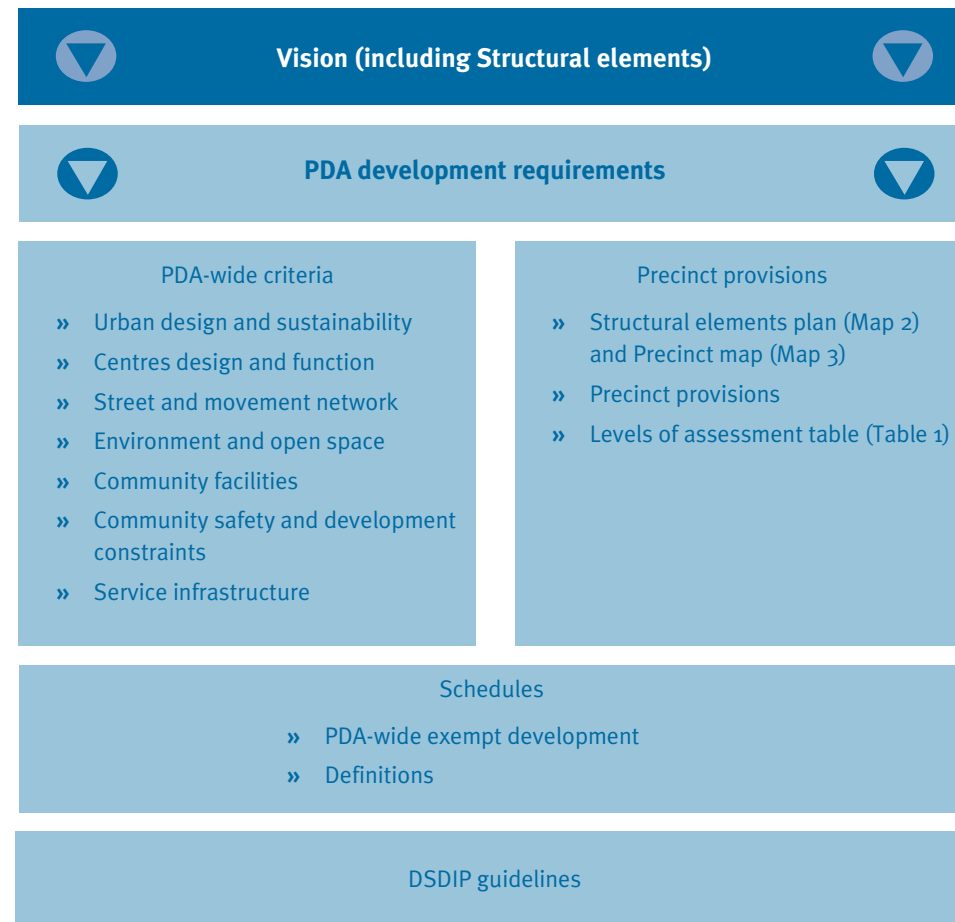 Vision (including Structural elements)
PDA development requirements
PDA-wide criteria
» Urban design and sustainability
» Centres design and function
» Street and movement network
» Environment and open space
» Community facilities
» Community safety and development
constraints
» Service infrastructure
Precinct provisions
» Structural elements plan (Map 2)
and Precinct map (Map 3)
» Precinct provisions
» Levels of assessment table (Table 1)
Schedules
» PDA-wide exempt development
» Definitions
DSDIP guidelines